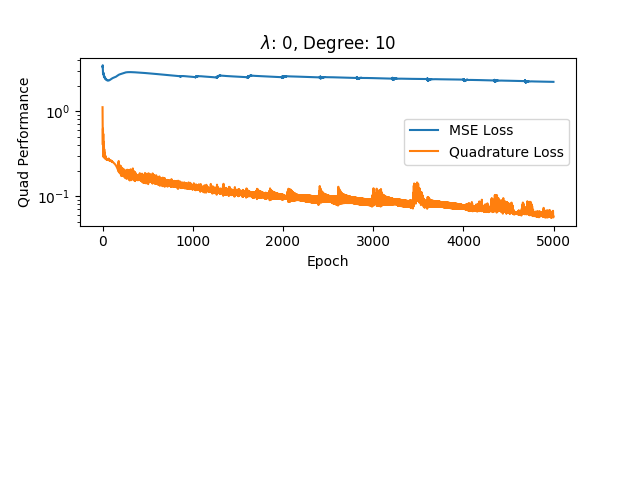 λ: 0, Degree: 10
Quad Performance
10⁰
10⁻¹
MSE Loss
Quadrature Loss
0 1000 2000 3000 4000 5000
Epoch